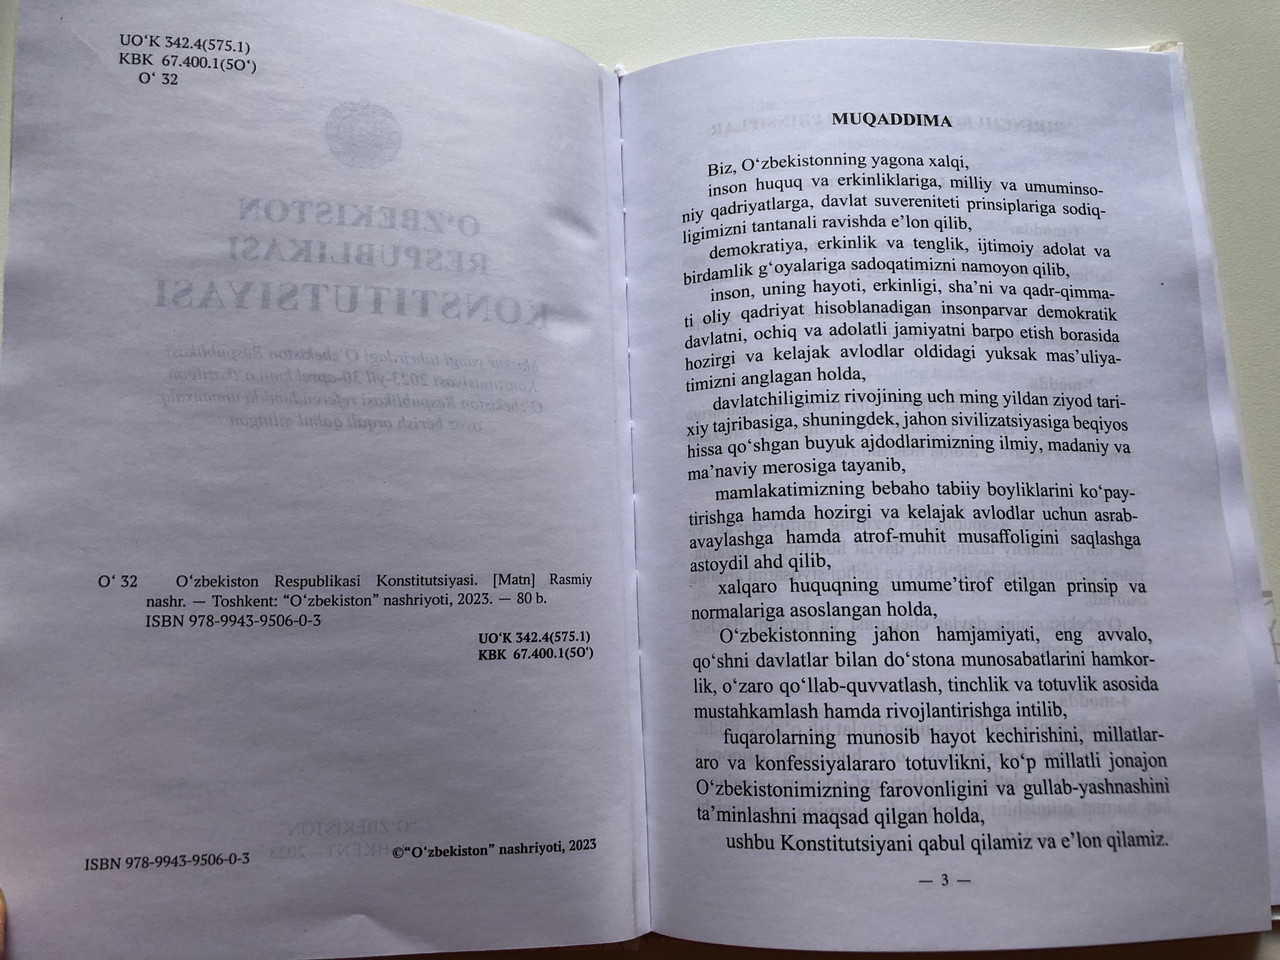 UO‘K 342.4(575.1)
KBK 67.400.1(5O‘)
O‘ 32
O‘ZBEKISTON
RESPUBLIKASI
KONSTITUTSIYASI
O‘ 32 O‘zbekiston Respublikasi Konstitutsiyasi. [Matn] Rasmiy
nashr. — Toshkent: “O‘zbekiston” nashriyoti, 2023. — 80 b.
ISBN 978-9943-9506-0-3
UO‘K 342.4(575.1)
KBK 67.400.1(5O‘)
ISBN 978-9943-9506-0-3
©“O‘zbekiston” nashriyoti, 2023
MUQADDIMA
Biz, O‘zbekistonning yagona xalqi,
inson huquq va erkinliklariga, milliy va umuminso-
niy qadriyatlarga, davlat suvereniteti prinsiplariga sodiq-
ligimizni tantanali ravishda e’lon qilib,
demokratiya, erkinlik va tenglik, ijtimoiy adolat va
birdamlik g‘oyalariga sadoqatimizni namoyon qilib,
inson, uning hayoti, erkinligi, sha’ni va qadr-qimma-
ti oliy qadriyat hisoblanadigan insonparvar demokratik
davlatni, ochiq va adolatli jamiyatni barpo etish borasida
hozirgi va kelajak avlodlar oldidagi yuksak mas’uliya-
timizni anglagan holda,
davlatchiligimiz rivojining uch ming yildan ziyod tari-
xiy tajribasiga, shuningdek, jahon sivilizatsiyasiga beqiyos
hissa qo‘shgan buyuk ajdodlarimizning ilmiy, madaniy va
ma’naviy merosiga tayanib,
mamlakatimizning bebaho tabiiy boyliklarini ko‘pay-
tirishga hamda hozirgi va kelajak avlodlar uchun asrab-
avaylashga hamda atrof-muhit musaffoligini saqlashga
astoydil ahd qilib,
xalqaro huquqning umume’tirof etilgan prinsip va
normalariga asoslangan holda,
O‘zbekistonning jahon hamjamiyati, eng avvalo,
qo‘shni davlatlar bilan do‘stona munosabatlarini hamkor-
lik, o‘zaro qo‘llab-quvvatlash, tinchlik va totuvlik asosida
mustahkamlash hamda rivojlantirishga intilib,
fuqarolarning munosib hayot kechirishini, millatlar-
aro va konfessiyalararo totuvlikni, ko‘p millatli jonajon
O‘zbekistonimizning farovonligini va gullab-yashnashini
ta’minlashni maqsad qilgan holda,
ushbu Konstitutsiyani qabul qilamiz va e’lon qilamiz.
— 3 —